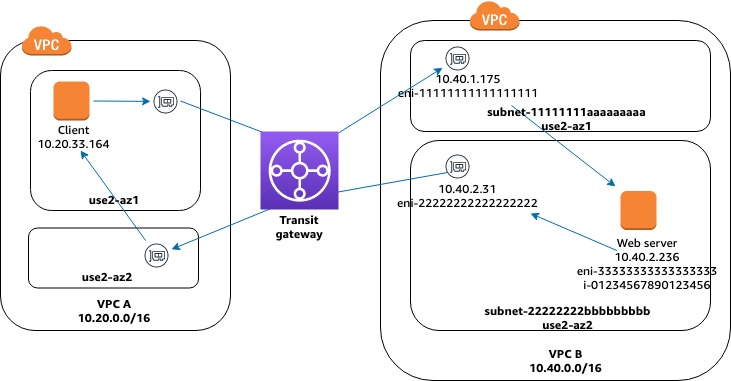 VPC
Client
10.20.33.164
use2-az1
use2-az2
VPC A
10.20.0.0/16
Transit
gateway
VPC
10.40.1.175
eni-11111111111111111
subnet-11111111aaaaaaaaa
use2-az1
10.40.2.31
eni-22222222222222222
Web server
10.40.2.236
eni-33333333333333333
i-01234567890123456
subnet-22222222bbbbbbbbb
use2-az2
VPC B
10.40.0.0/16